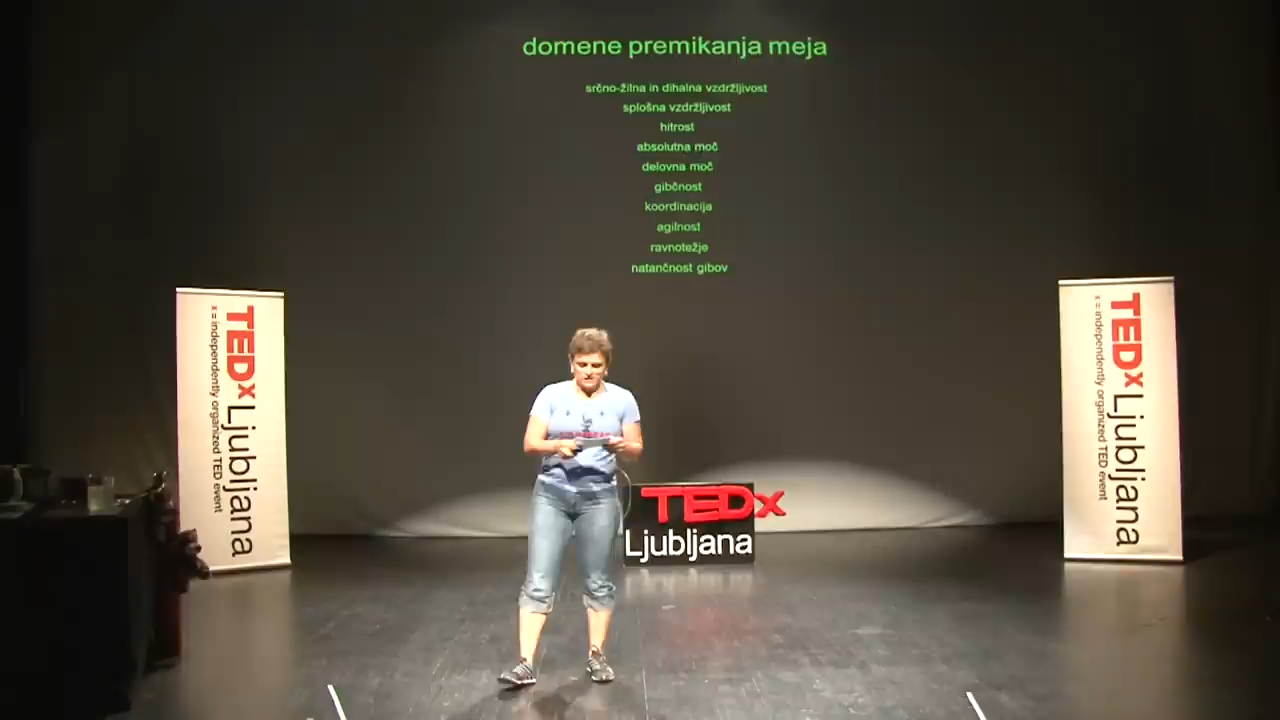 domene premikanja meja
srčno-žilna in dihalna vzdržljivost
splošna vzdržljivost
hitrost
absolutna moč
delovna moč
gibčnost
koordinacija
agilnost
ravnotežje
natančnost gibov
TEDx Ljubljana
x = independently organized TED event
TEDx
Ljubljana
TEDx Ljubljana
x = independently organized TED event